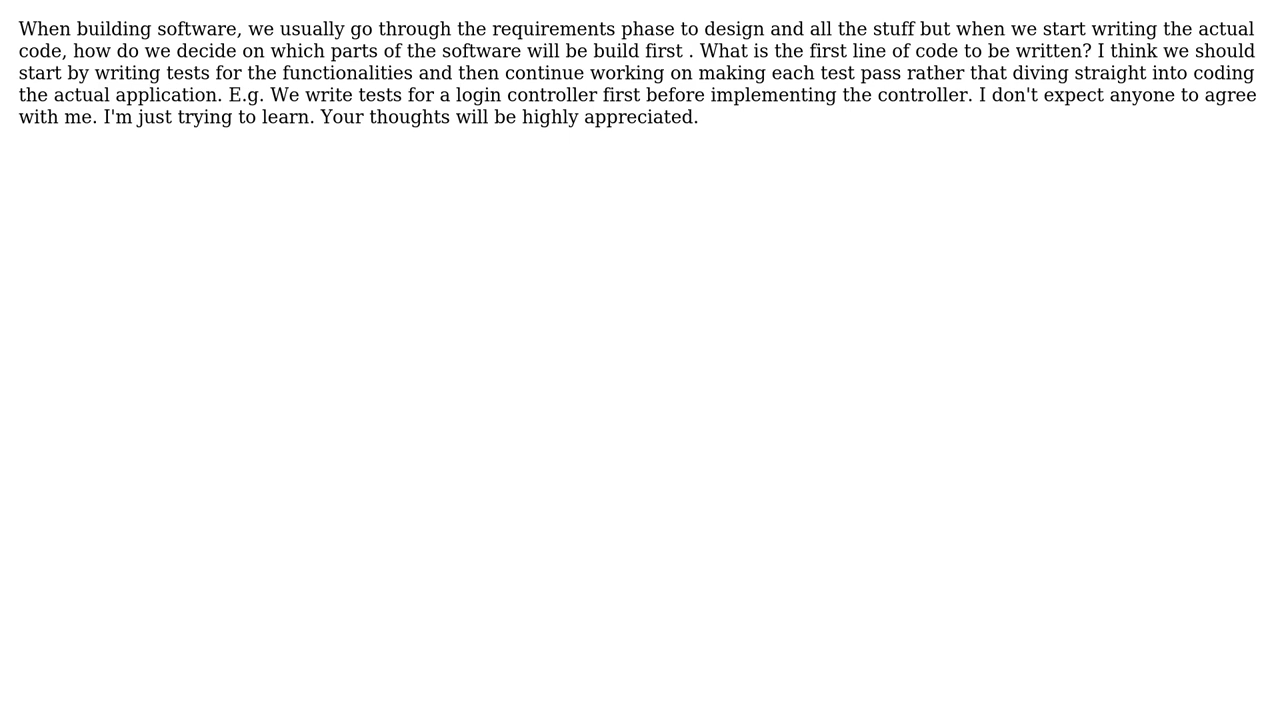 When building software, we usually go through the requirements phase to design and all the stuff but when we start writing the actual
code, how do we decide on which parts of the software will be build first . What is the first line of code to be written? I think we should
start by writing tests for the functionalities and then continue working on making each test pass rather that diving straight into coding
the actual application. E.g. We write tests for a login controller first before implementing the controller. I don't expect anyone to agree
with me. I'm just trying to learn. Your thoughts will be highly appreciated.